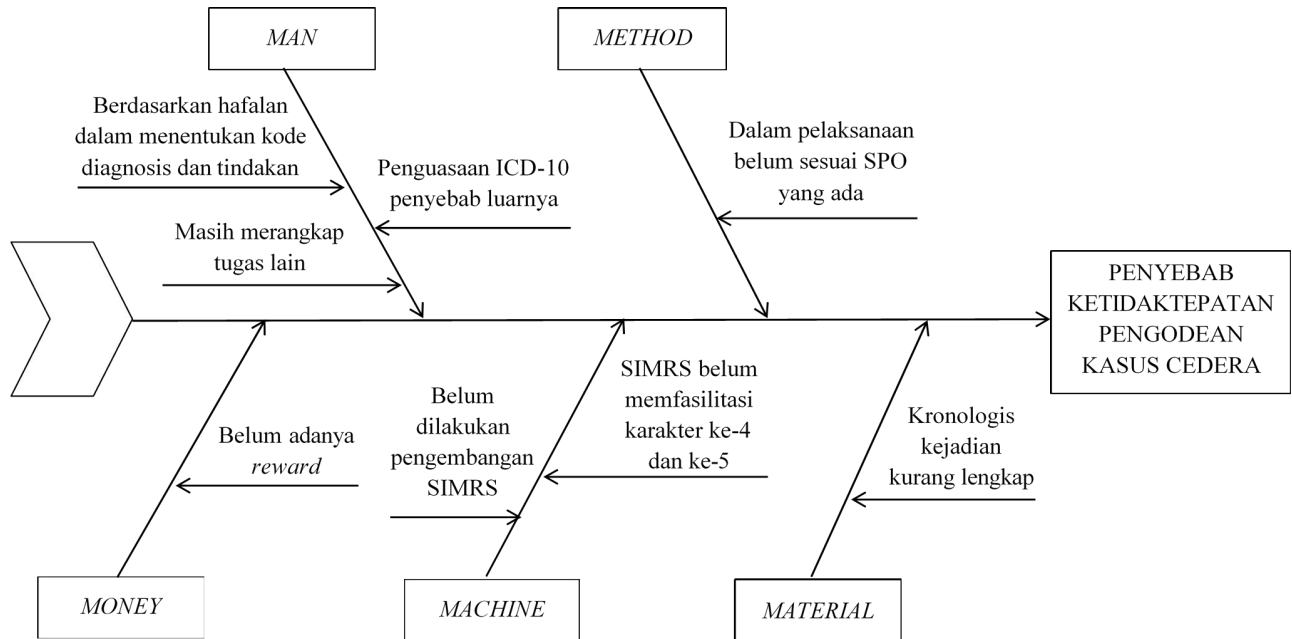 MAN
METHOD
Berdasarkan hafalan
dalam menentukan kode
diagnosis dan tindakan
Penguasaan ICD-10
penyebab luarnya
Masih merangkap
tugas lain
Dalam pelaksanaan
belum sesuai SPO
yang ada
PENYEBAB
KETIDAKTEPATAN
PENGODEAN
KASUS CEDERA
Belum adanya
reward
Belum
dilakukan
pengembangan
SIMRS
SIMRS belum
memfasilitasi
karakter ke-4
dan ke-5
Kronologis
kejadian
kurang lengkap
MONEY
MACHINE
MATERIAL